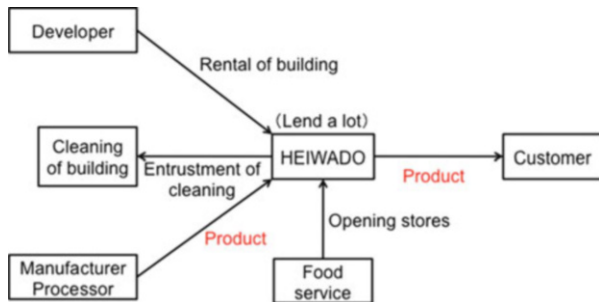 Developer
Rental of building
(Lend a lot)
Cleaning
of building
HEIWADO
Customer
Entrustment of
cleaning
Product
Product
Opening stores
Manufacturer
Processor
Food
service